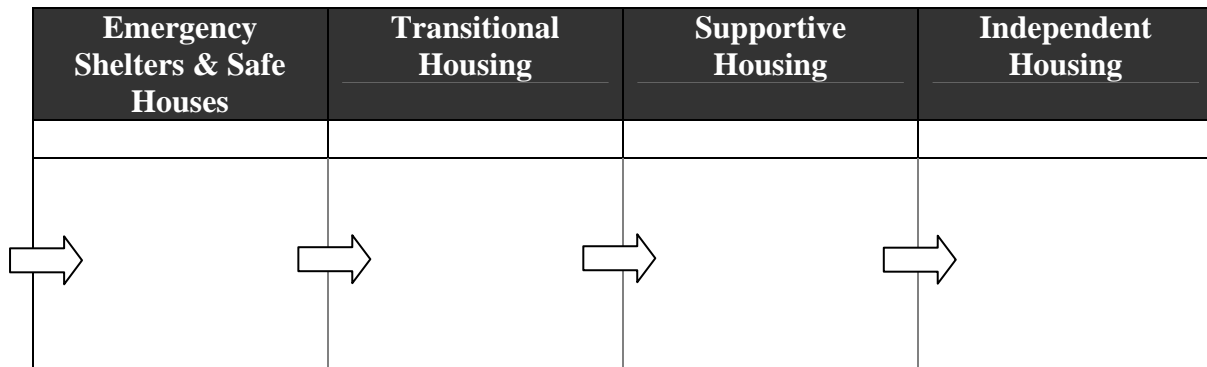 Emergency
Shelters & Safe
Houses
Transitional
Housing
Supportive
Housing
Independent
Housing